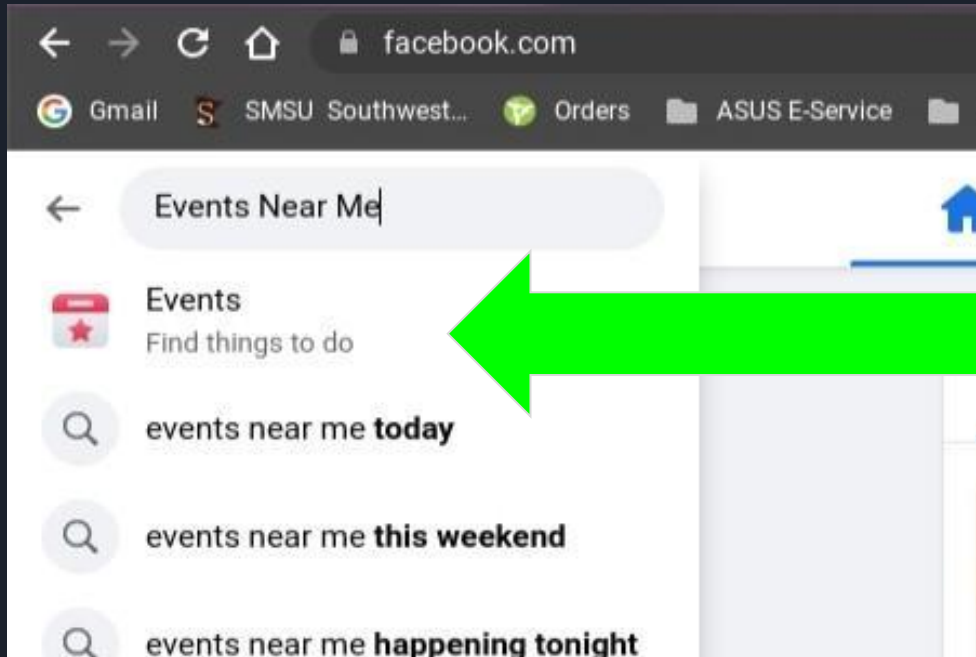 facebook.com
Gmail SMSU Southwest... Orders ASUS E-Service
Events Near Me
Events
Find things to do
events near me today
events near me this weekend
events near me happening tonight